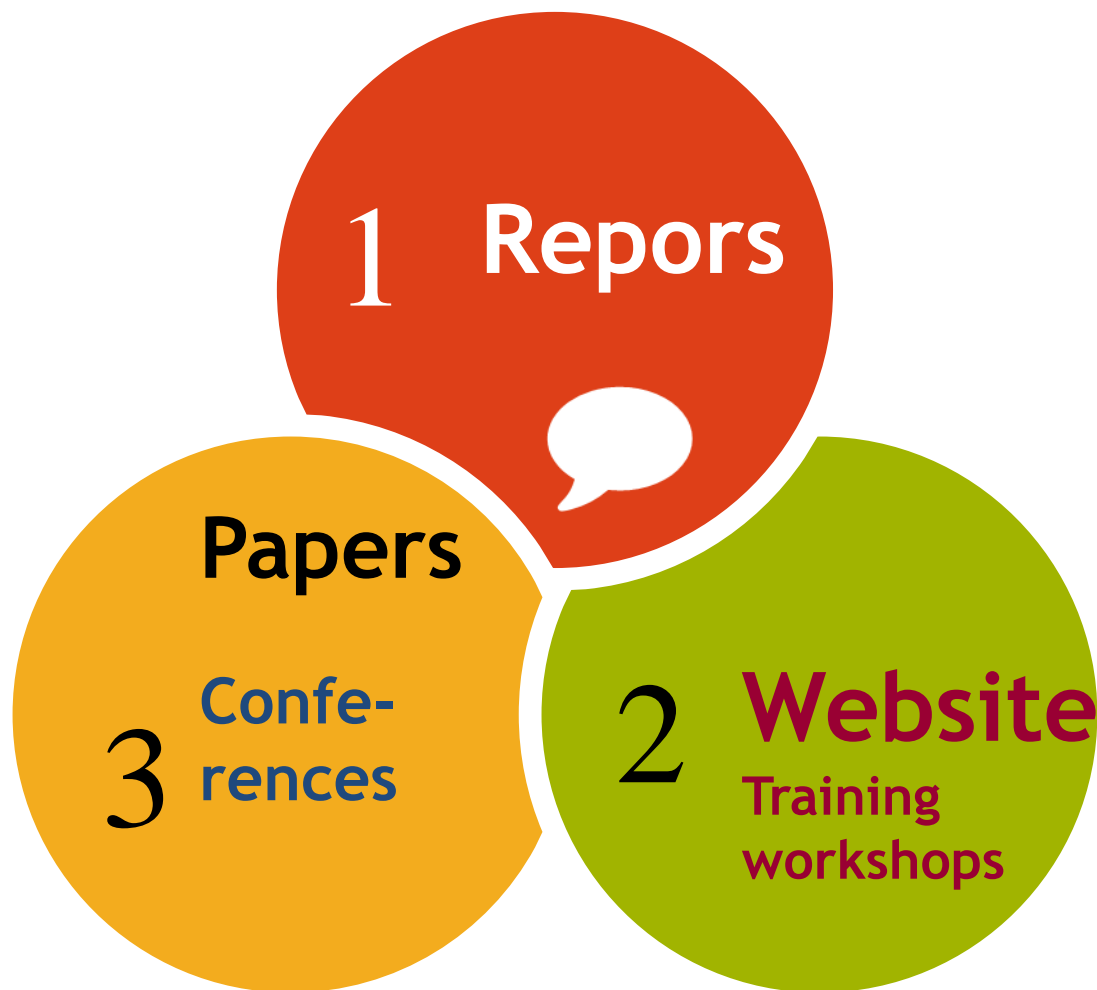 1 Repors
2 Website
Training
workshops
Papers
3 Confe-
rences